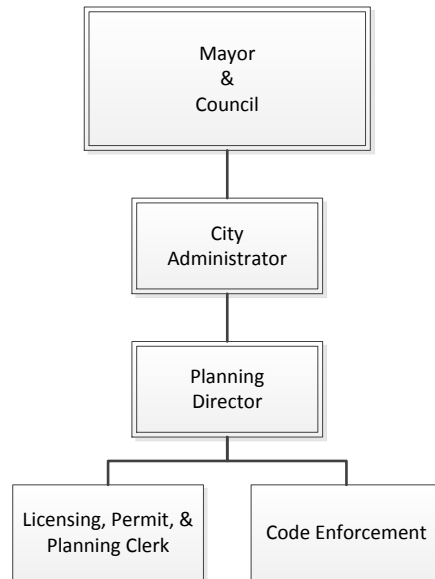 Mayor
&
Council
City
Administrator
Planning
Director
Licensing, Permit, &
Planning Clerk
Code Enforcement